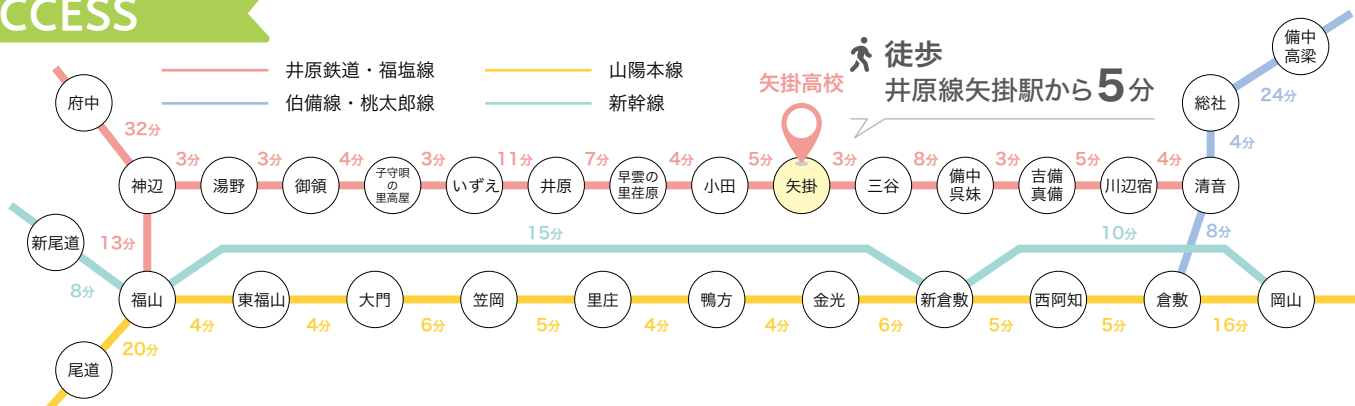 CCESS
井原鉄道・福塩線
山陽本線
伯備線・桃太郎線
新幹線
矢掛高校
徒歩
井原線矢掛駅から5分
備中
高梁
24分
総社
4分
府中
32分
3分
3分
4分
3分
11分
7分
4分
5分
3分
8分
3分
5分
4分
神辺
湯野
御領
子守唄
の
里高屋
いずえ
井原
早雲の
里荏原
小田
矢掛
三谷
備中
呉妹
吉備
真備
川辺宿
清音
新尾道
13分
15分
10分
8分
8分
福山
東福山
大門
笠岡
里庄
鴨方
金光
新倉敷
西阿知
倉敷
岡山
4分
4分
6分
5分
4分
4分
6分
5分
5分
16分
20分
尾道